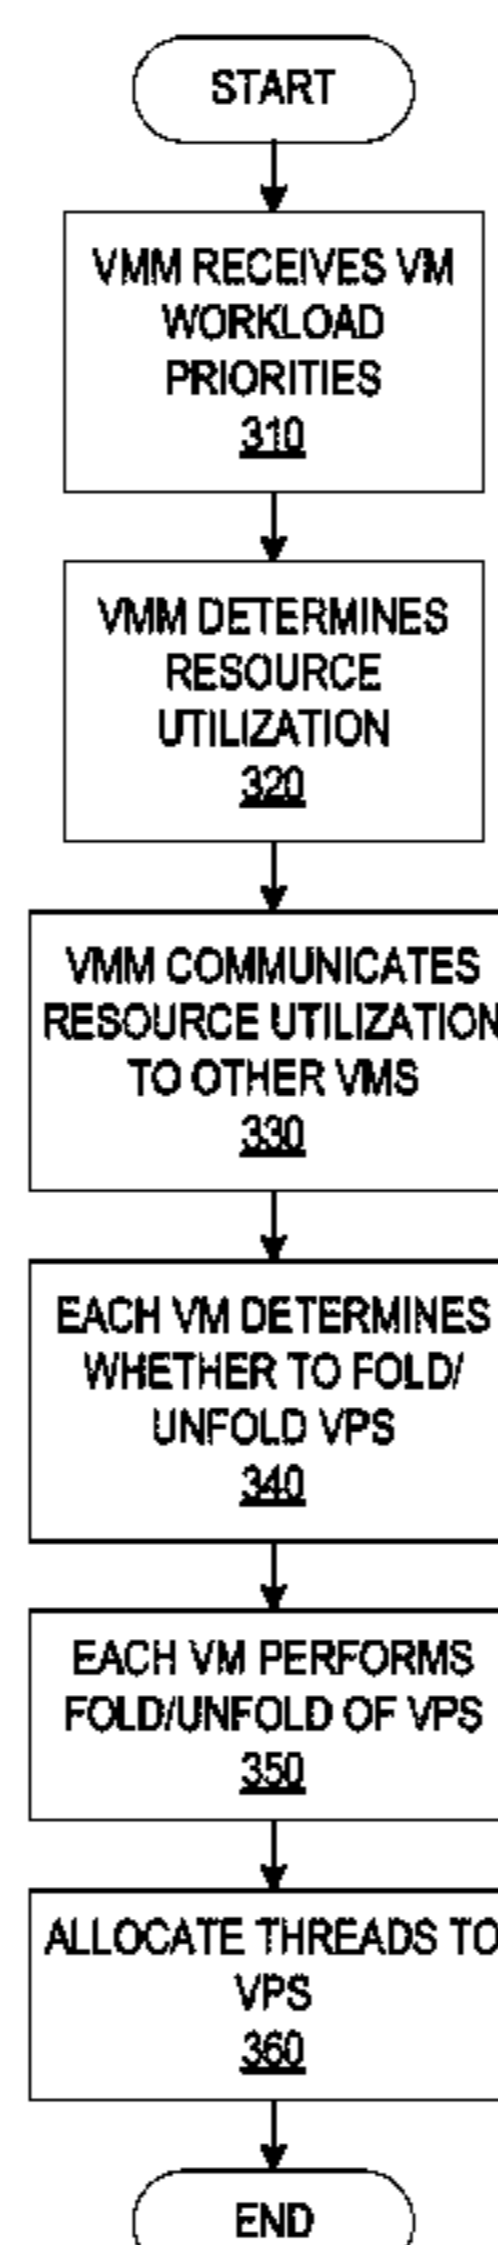 START
VMM RECEIVES VM
WORKLOAD
PRIORITIES
310
VMM DETERMINES
RESOURCE
UTILIZATION
320
VMM COMMUNICATES
RESOURCE UTILIZATION
TO OTHER VMS
330
EACH VM DETERMINES
WHETHER TO FOLD/
UNFOLD VPS
340
EACH VM PERFORMS
FOLD/UNFOLD OF VPS
350
ALLOCATE THREADS TO
VPS
360
END